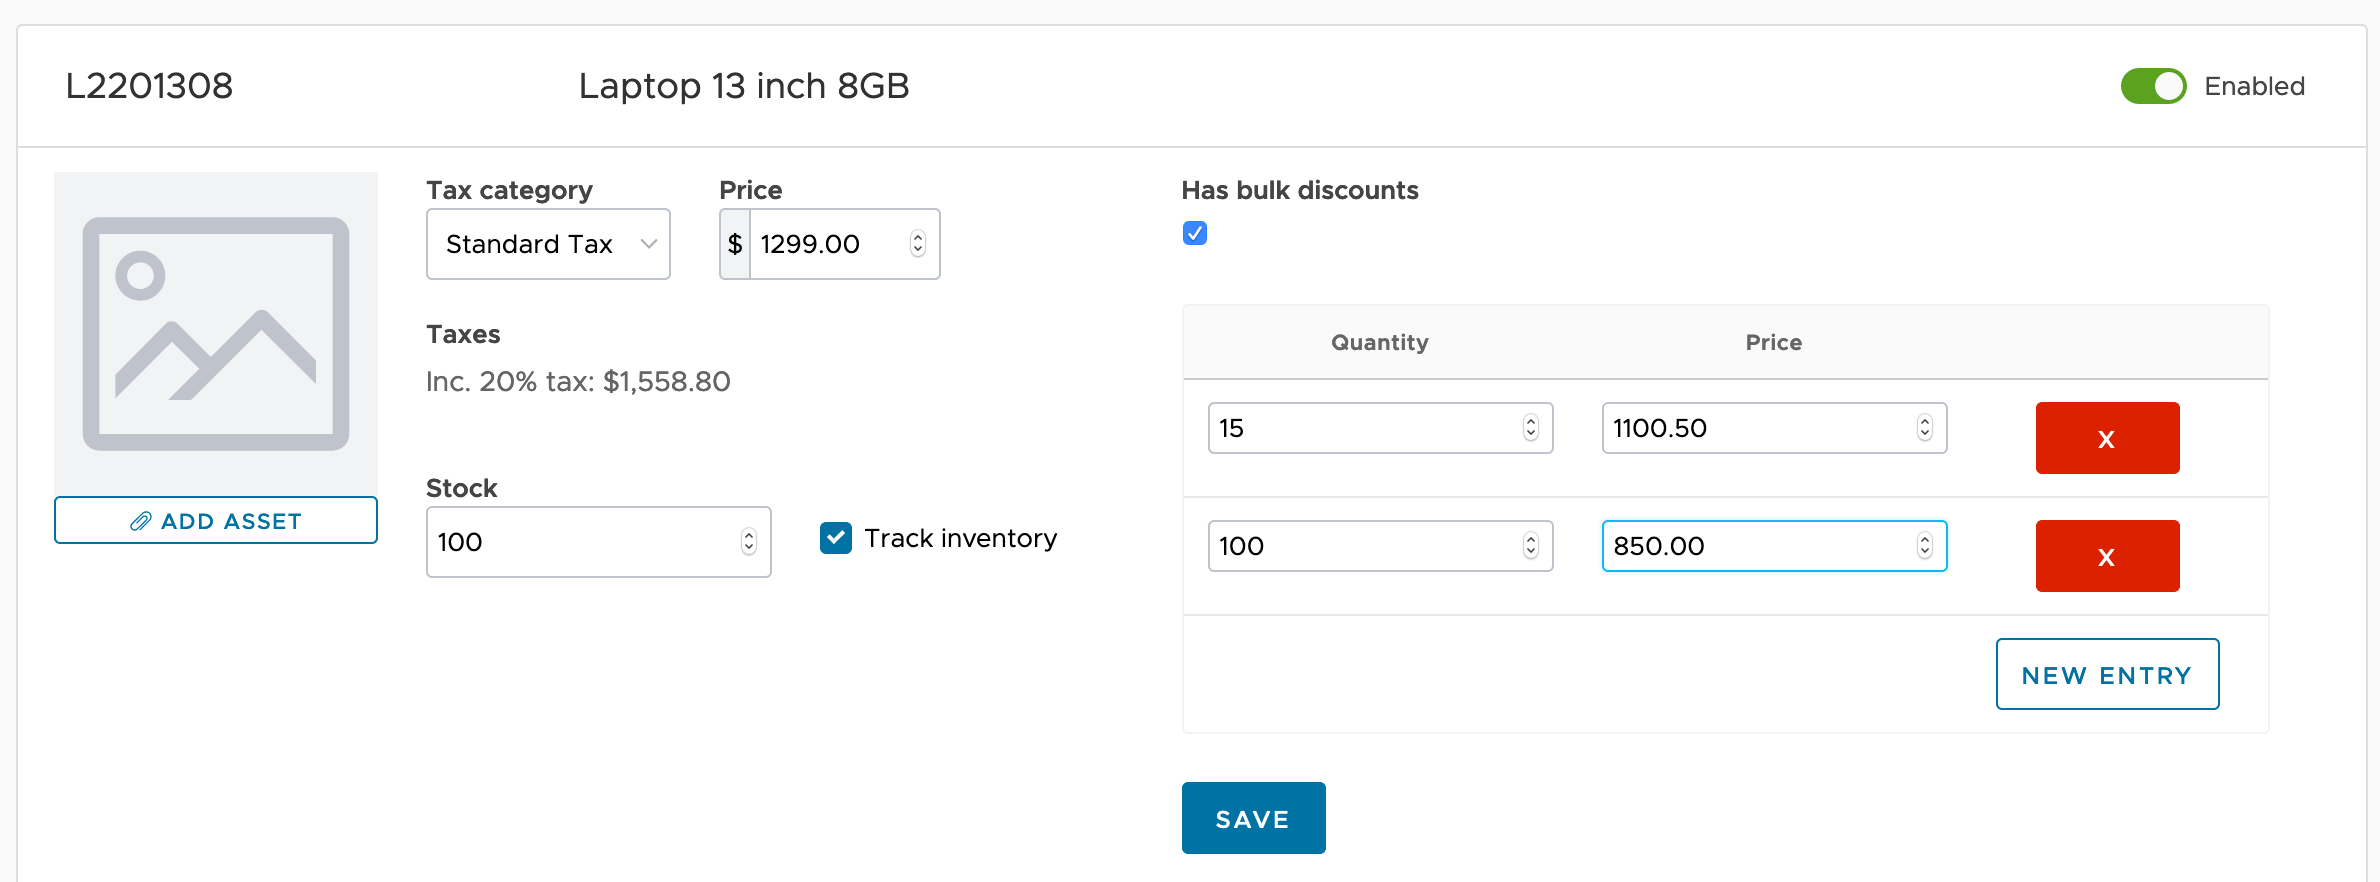 L2201308
Laptop 13 inch 8GB
Enabled
Tax category
Price
Standard Tax
$ 1299.00
Taxes
Inc. 20% tax: $1,558.80
Stock
100
Track inventory
ADD ASSET
Has bulk discounts
Quantity
Price
15
1100.50
X
100
850.00
X
NEW ENTRY
SAVE